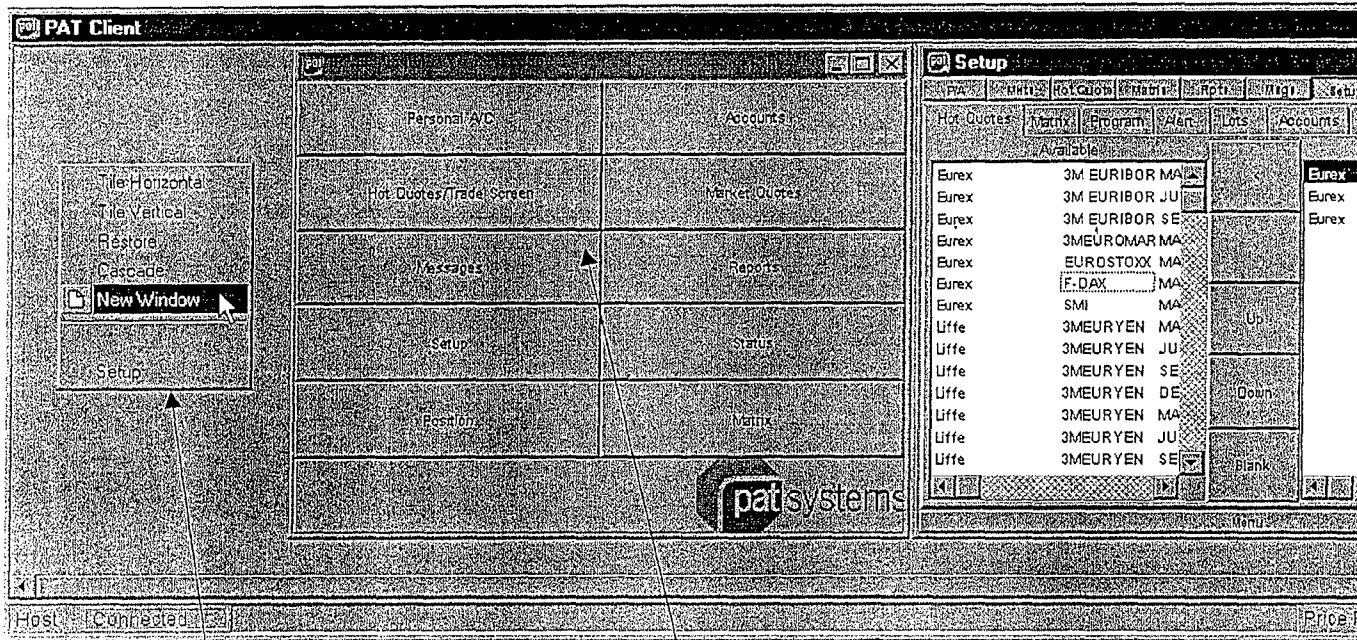 PAT Client
Tile Horizontal
Tile Vertical
Restore
Cascade
New Window
Setup
Personal A/C Accounts
Hot Quotes/Trade Screen Market Quotes
Messages Reports
Setup Status
Position Matrix
patsystems
Setup
P/A Hot Quote Matrix Rpts Msgs Setu
Hot Quotes Matrix Program Alert Lots Accounts
Available
Eurex 3M EURIBOR MA
Eurex 3M EURIBOR JU
Eurex 3M EURIBOR SE
Eurex 3MEUROMAR MA
Eurex EUROSTOXX MA
Eurex F-DAX MA
Eurex SMI MA
Liffe 3MEURYEN MA
Liffe 3MEURYEN JU
Liffe 3MEURYEN SE
Liffe 3MEURYEN DE
Liffe 3MEURYEN MA
Liffe 3MEURYEN JU
Liffe 3MEURYEN SE
Up
Down
Blank
Eurex
Eurex
Eurex
Menu
Host Connected
Price